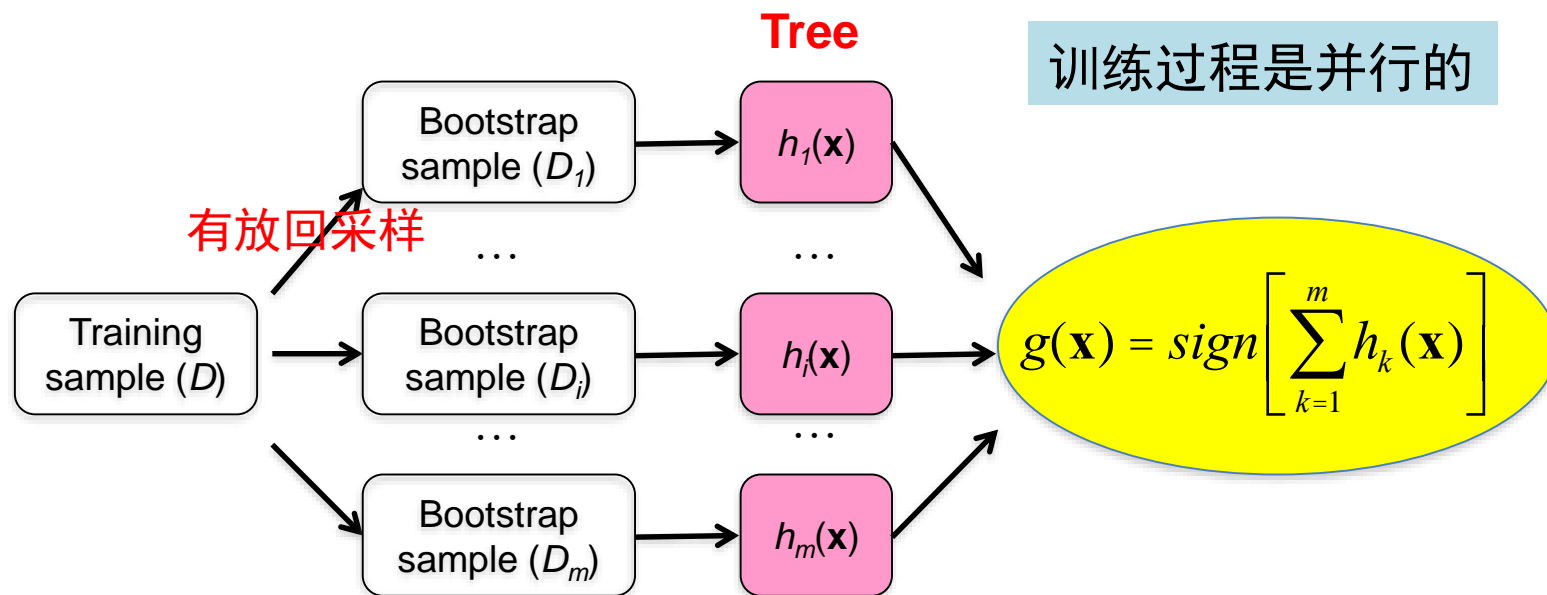 Tree
训练过程是并行的
Bootstrap
sample (D₁)
h₁(x)
有放回采样
... ...
Training
sample (D)
Bootstrap
sample (Dᵢ)
hᵢ(x)
g(x) = sign[∑_{k=1}^{m} hₖ(x)]
... ...
Bootstrap
sample (Dₘ)
hₘ(x)